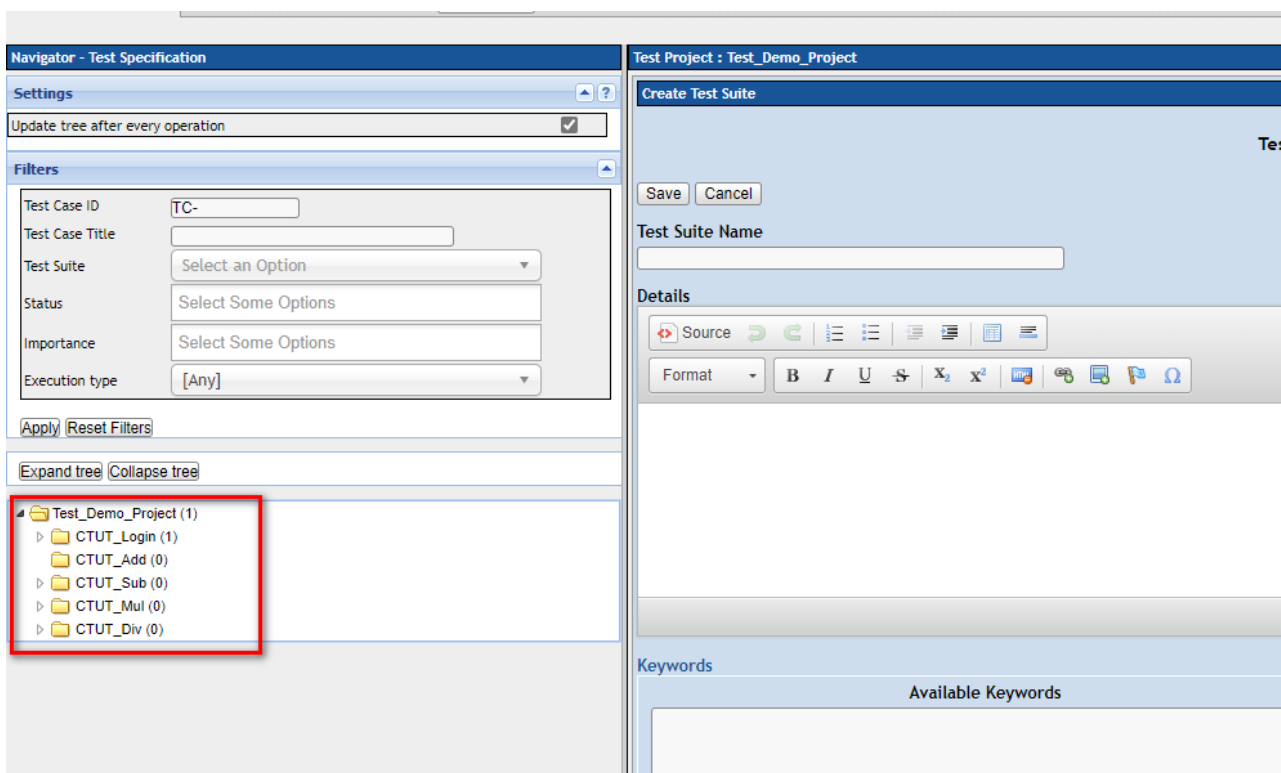 Navigator - Test Specification
Settings
?
Update tree after every operation
Filters
Test Case ID
TC-
Test Case Title
Test Suite
Select an Option
Status
Select Some Options
Importance
Select Some Options
Execution type
[Any]
Apply Reset Filters
Expand tree Collapse tree
Test_Demo_Project (1)
CTUT_Login (1)
CTUT_Add (0)
CTUT_Sub (0)
CTUT_Mul (0)
CTUT_Div (0)
Test Project : Test_Demo_Project
Create Test Suite
Save Cancel
Test Suite Name
Details
Source
Format B I U S X₂ x² Ω
Keywords
Available Keywords